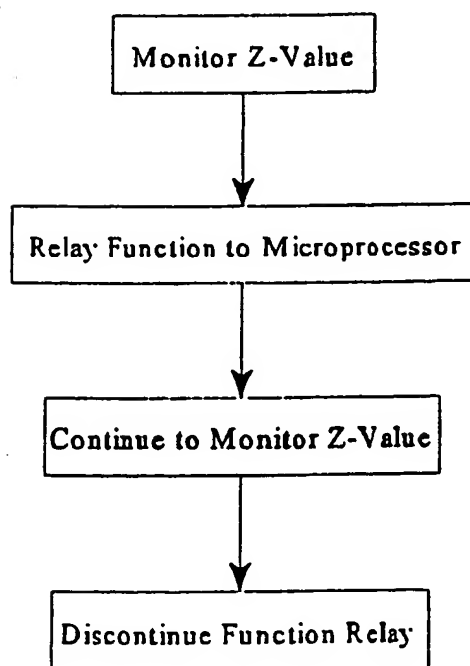 Monitor Z-Value
Relay Function to Microprocessor
Continue to Monitor Z-Value
Discontinue Function Relay